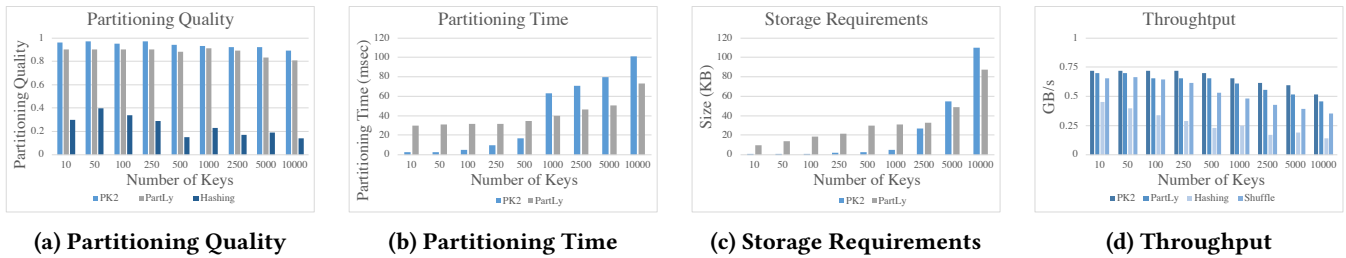 Partitioning Quality
Partitioning Quality
1
0.8
0.6
0.4
0.2
0
10 50 100 250 500 1000 2500 5000 10000
Number of Keys
PK2 PartLy Hashing
(a) Partitioning Quality
Partitioning Time
Partitioning Time (msec)
120
100
80
60
40
20
0
10 50 100 250 500 1000 2500 5000 10000
Number of Keys
PK2 PartLy
(b) Partitioning Time
Storage Requirements
Size (KB)
120
100
80
60
40
20
0
10 50 100 250 500 1000 2500 5000 10000
Number of Keys
PK2 PartLy
(c) Storage Requirements
Throughtput
GB/s
1
0.75
0.5
0.25
0
10 50 100 250 500 1000 2500 5000 10000
Number of Keys
PK2 PartLy Hashing Shuffle
(d) Throughput